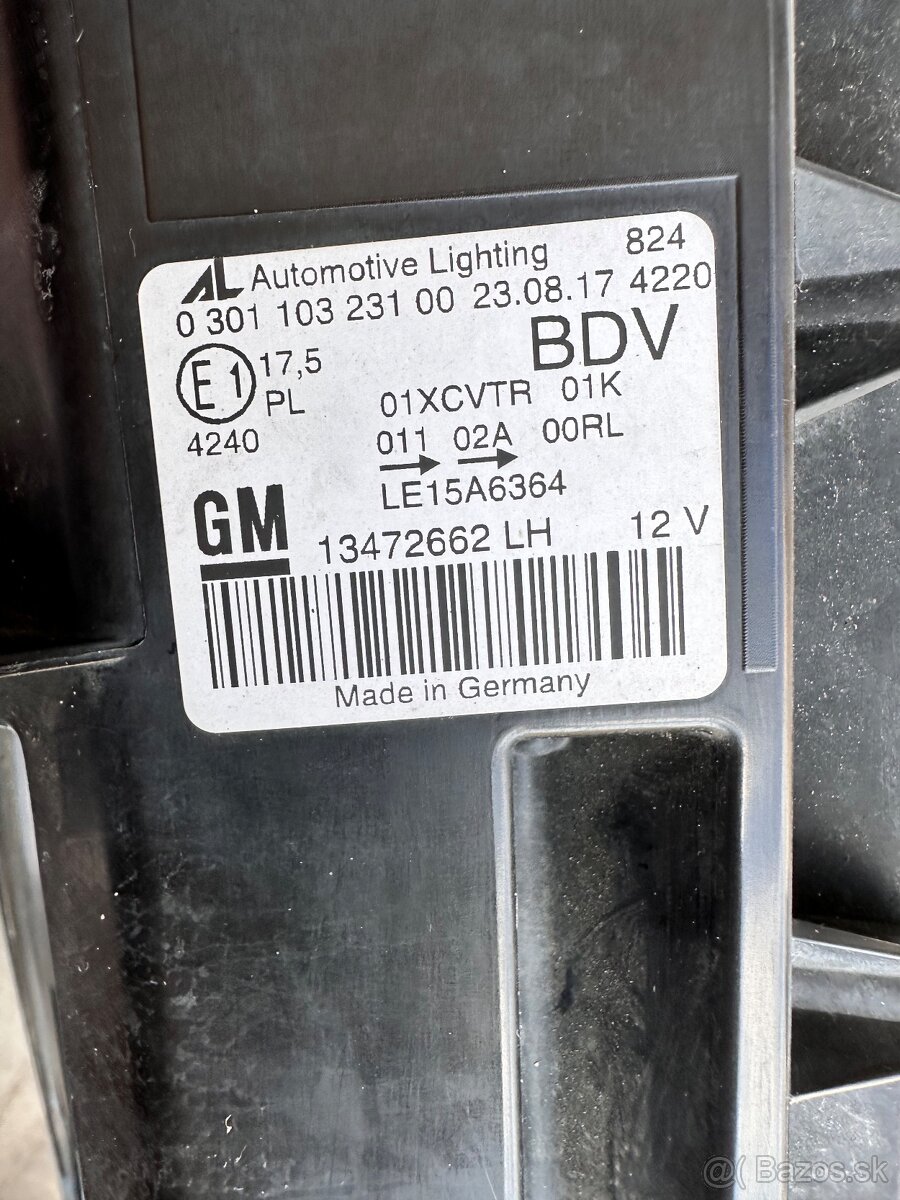 AL Automotive Lighting 824
0 301 103 231 00 23.08.17 4220
E1 17,5 BDV
PL 01XCVTR 01K
4240 011 02A 00RL
LE15A6364
GM 13472662 LH 12 V
Made in Germany
@( Bazos.sk